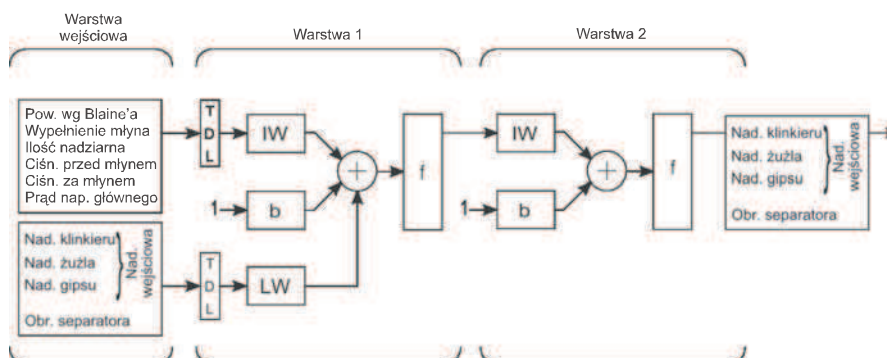 Warstwa
wejściowa
Warstwa 1
Warstwa 2
Pow. wg Blaine'a
Wypełnienie młyna
Ilość nadziarna
Ciśn. przed młynem
Ciśn. za młynem
Prąd nap. głównego
T
D
L
IW
1
b
+
f
IW
1
b
+
f
Nad. klinkieru
Nad. żużla
Nad. gipsu
Nad.
wejściowa
Obr. separatora
Nad. klinkieru
Nad. żużla
Nad. gipsu
Nad.
wejściowa
Obr. separatora
T
D
L
LW